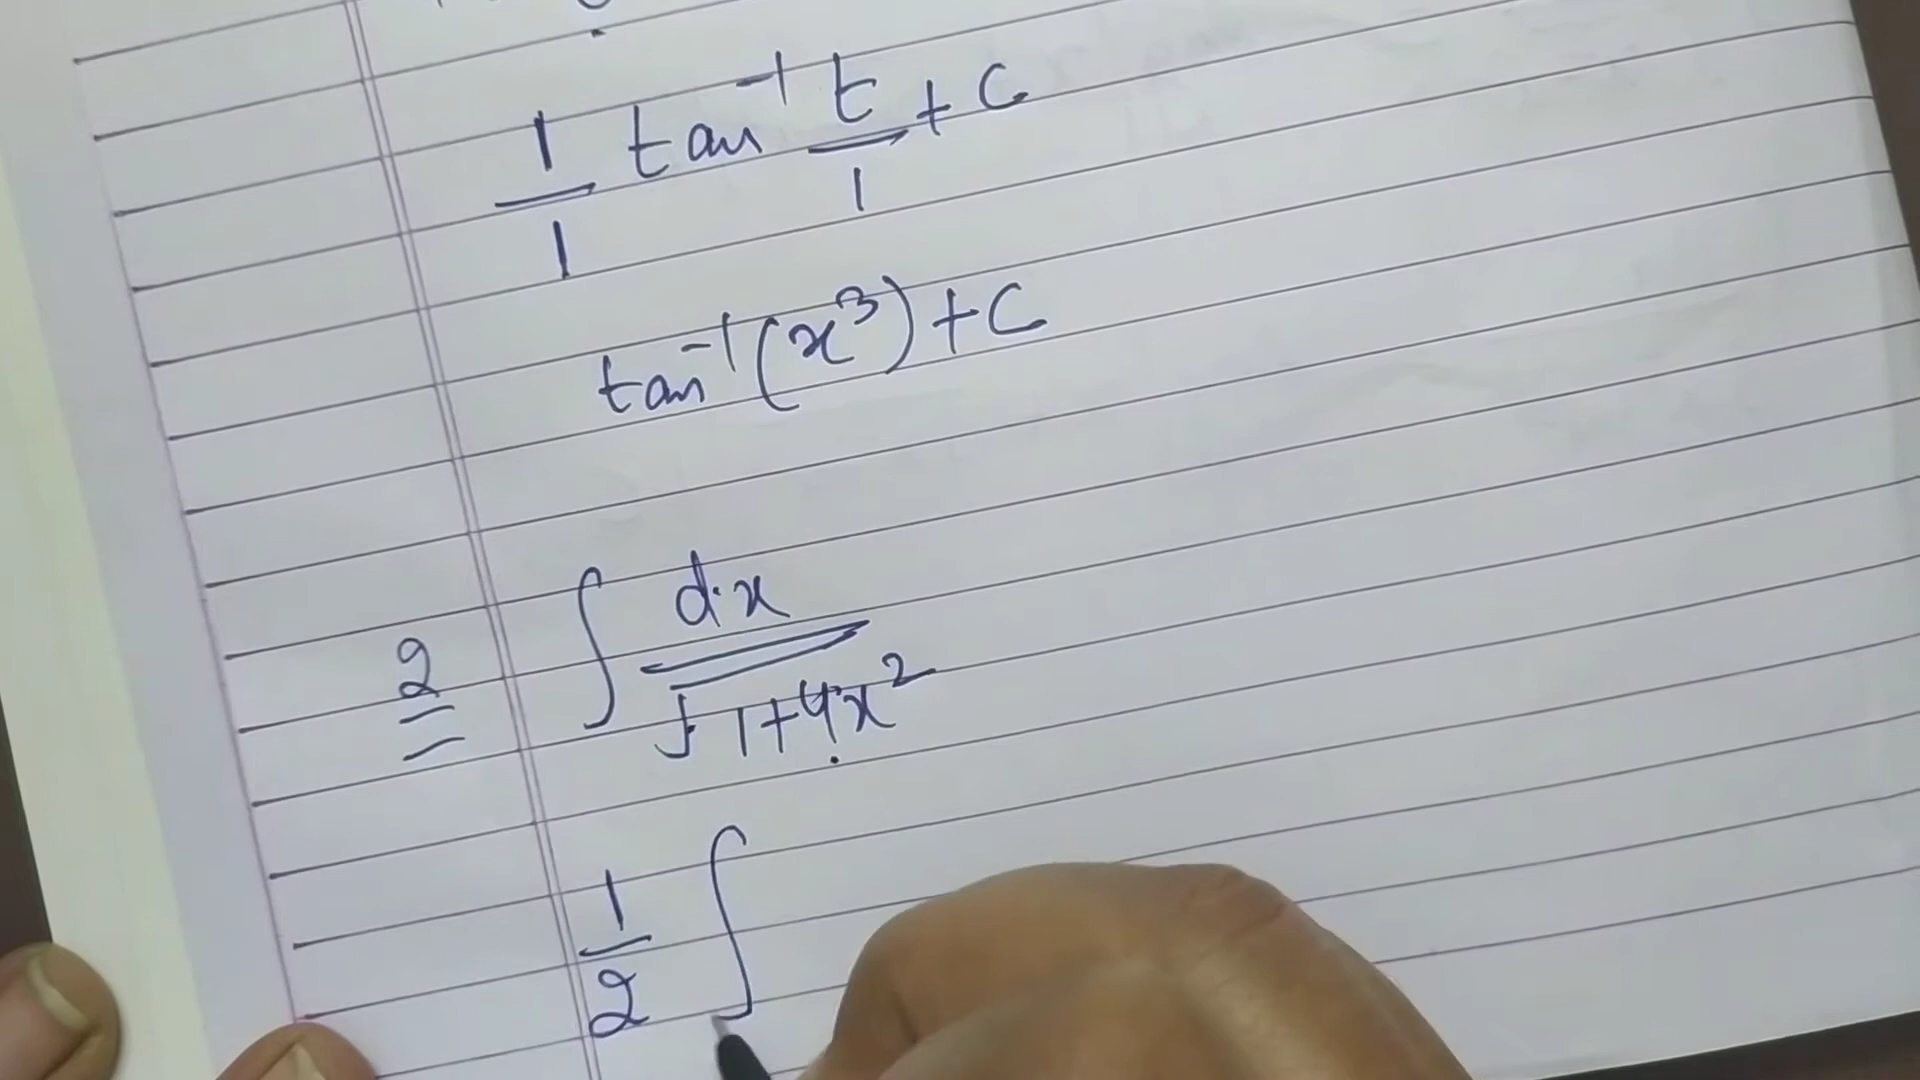 1/1 tan⁻¹ t/1 + C
tan⁻¹(x³) + C
2 ∫ dx/√1+4x²
1/2 ∫